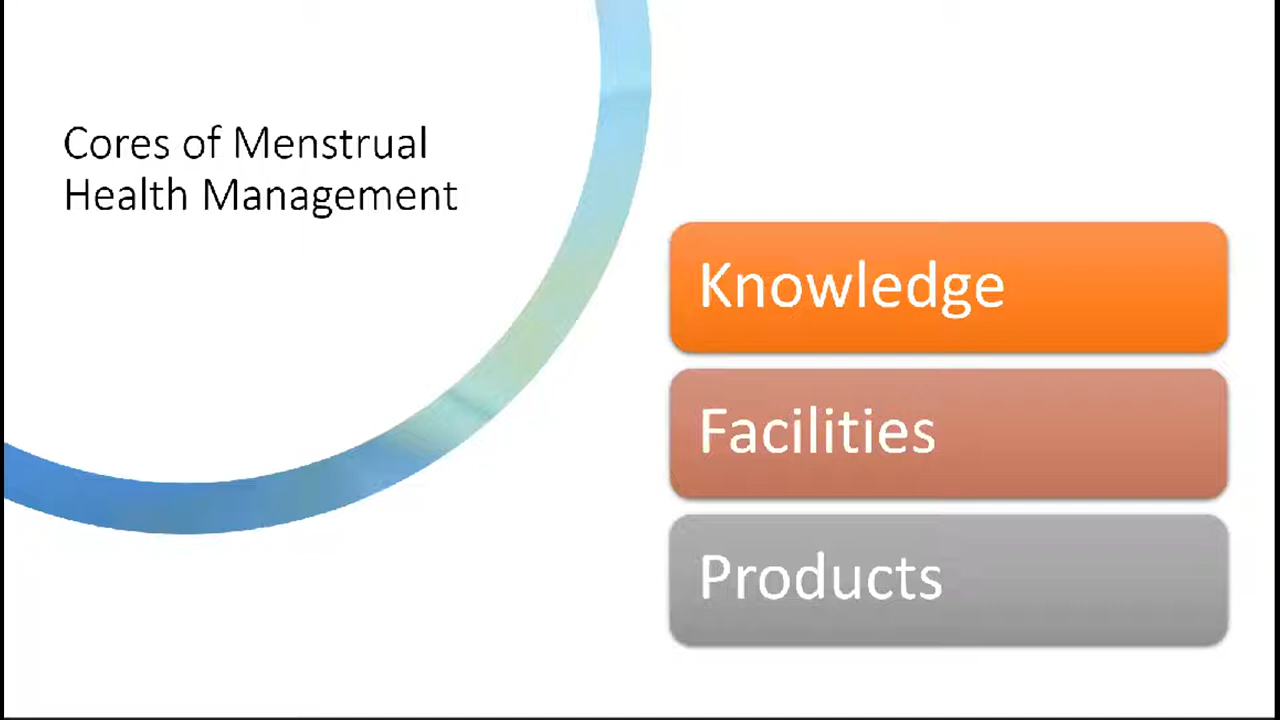 Cores of Menstrual
Health Management
Knowledge
Facilities
Products